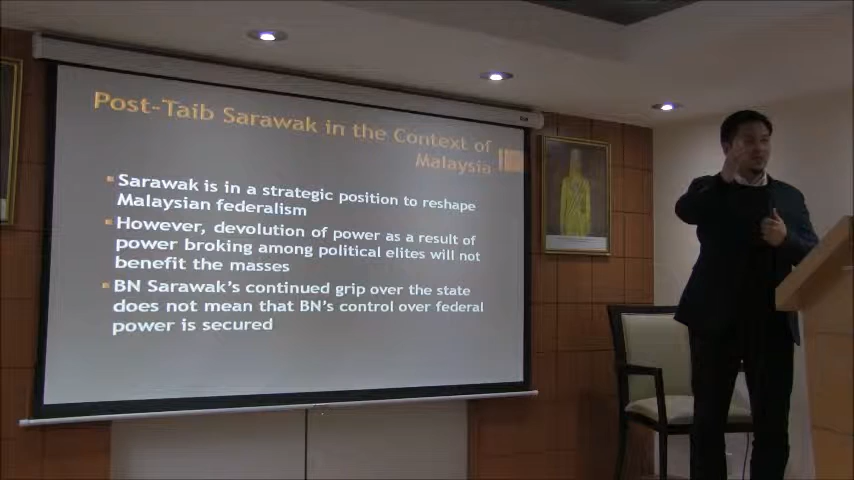 Post-Taib Sarawak in the Context of
Malaysia
Sarawak is in a strategic position to reshape
Malaysian federalism
However, devolution of power as a result of
power broking among political elites will not
benefit the masses
BN Sarawak's continued grip over the state
does not mean that BN's control over federal
power is secured